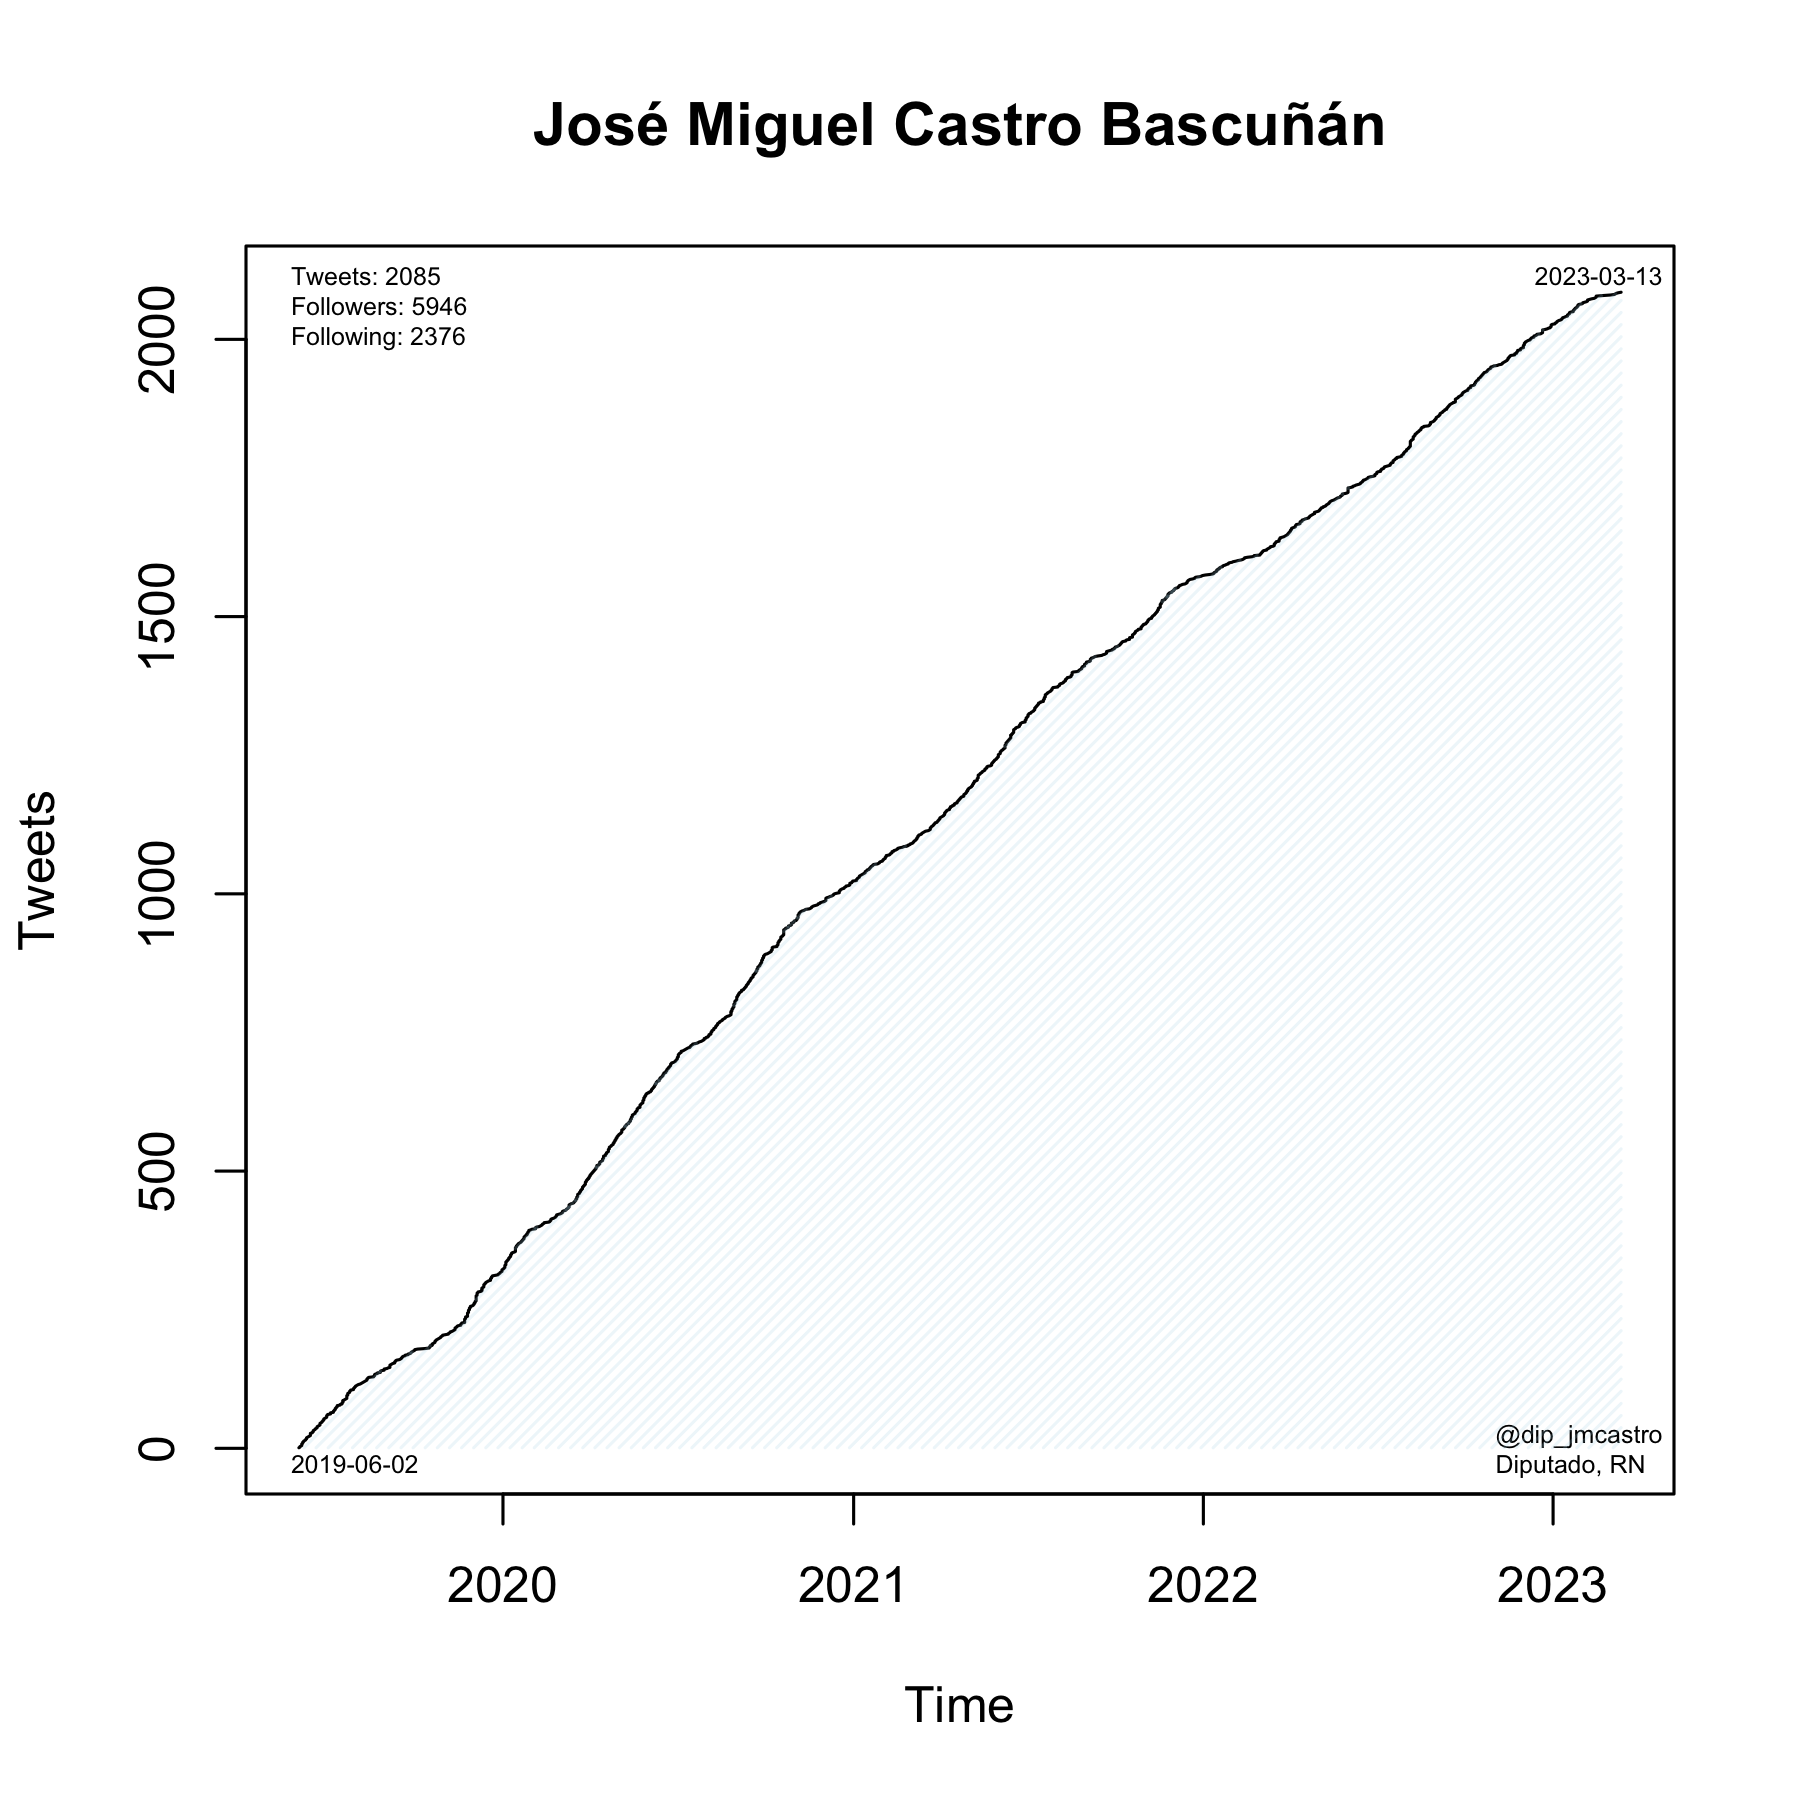 José Miguel Castro Bascuñán
Tweets: 2085
Followers: 5946
Following: 2376
2023-03-13
Tweets
2000
1500
1000
500
0
2019-06-02
@dip_jmcastro
Diputado, RN
2020
2021
2022
2023
Time